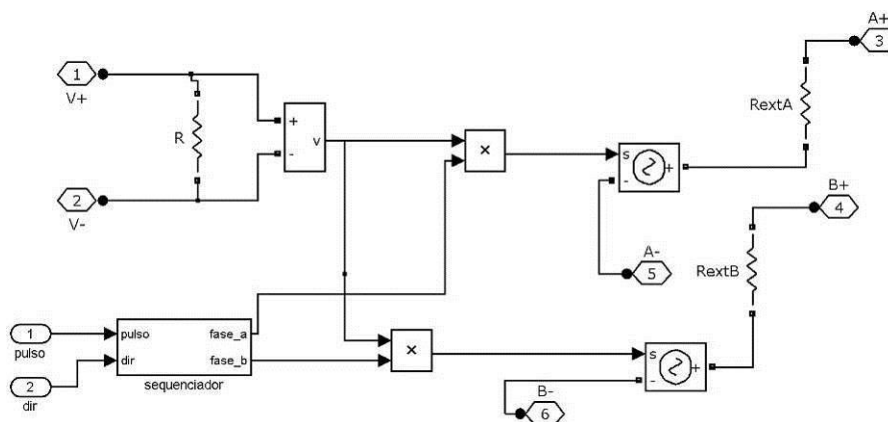 A+
3
1
V+
RextA
R
+
-
v
×
s
-
+
2
V-
B+
4
A-
5
RextB
1
pulso
pulso
dir
fase_a
fase_b
sequenciador
2
dir
×
s
-
+
B-
6